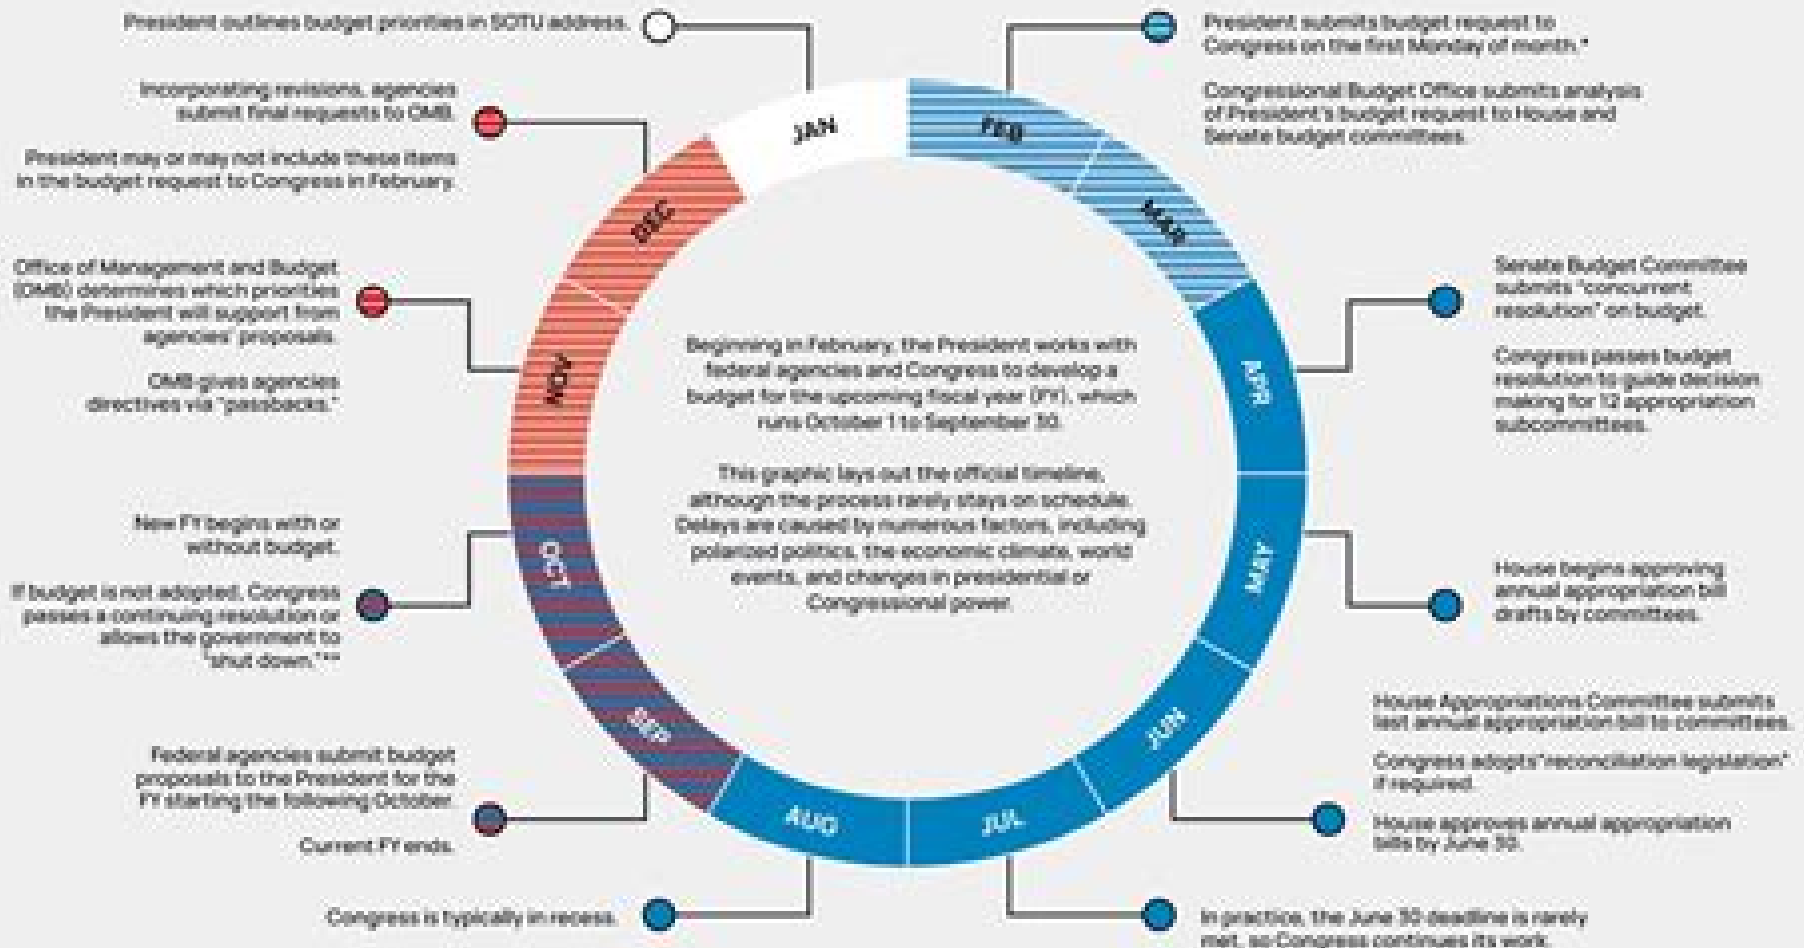 President outlines budget priorities in SOTU address.
JAN
President submits budget request to
Congress on the first Monday of month.*
Congressional Budget Office submits analysis
of President's budget request to House and
Senate budget committees.
FEB
MAR
Senate Budget Committee
submits "concurrent
resolution" on budget.
Congress passes budget
resolution to guide decision
making for 12 appropriation
subcommittees.
APR
House begins approving
annual appropriation bill
drafts by committees.
MAY
House Appropriations Committee submits
last annual appropriation bill to committees.
Congress adopts "reconciliation legislation"
if required.
House approves annual appropriation
bills by June 30.
JUN
In practice, the June 30 deadline is rarely
met, so Congress continues its work
JUL
Congress is typically in recess.
AUG
Federal agencies submit budget
proposals to the President for the
FY starting the following October.
Current FY ends.
SEP
New FY begins with or
without budget.
If budget is not adopted, Congress
passes a continuing resolution or
allows the government to
"shut down."**
OCT
Office of Management and Budget
(OMB) determines which priorities
the President will support from
agencies' proposals.
OMB gives agencies
directives via "passbacks."
NOV
Incorporating revisions, agencies
submit final requests to OMB.
President may or may not include these items
in the budget request to Congress in February.
DEC
Beginning in February, the President works with
federal agencies and Congress to develop a
budget for the upcoming fiscal year (FY), which
runs October 1 to September 30.
This graphic lays out the official timeline,
although the process rarely stays on schedule.
Delays are caused by numerous factors, including
polarized politics, the economic climate, world
events, and changes in presidential or
Congressional power.